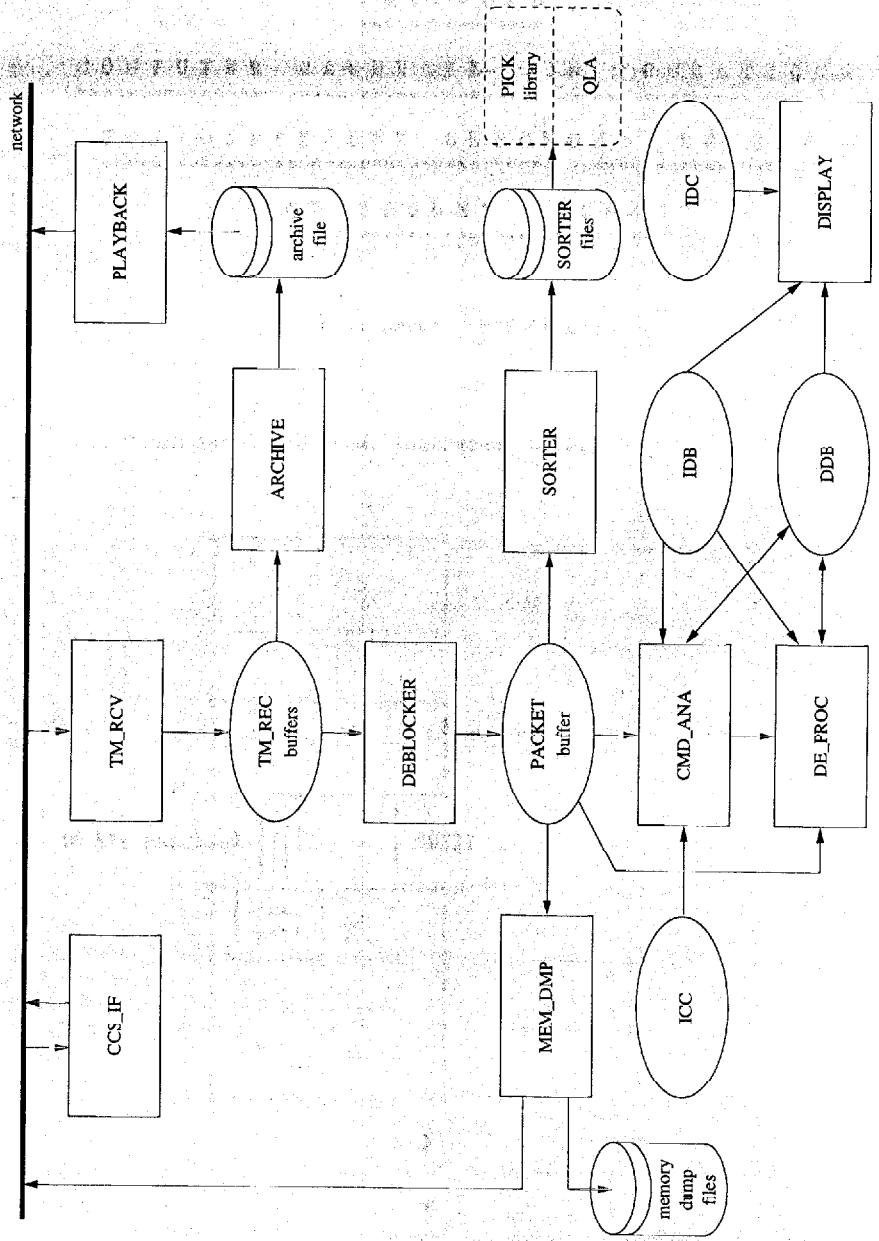 network
CCS_IF
TM_RCV
PLAYBACK
TM_REC
buffers
ARCHIVE
archive
file
DEBLOCKER
MEM_DMP
PACKET
buffer
SORTER
SORTER
files
PICK
library
QLA
memory
dump
files
ICC
CMD_ANA
IDB
IDC
DE_PROC
DDB
DISPLAY